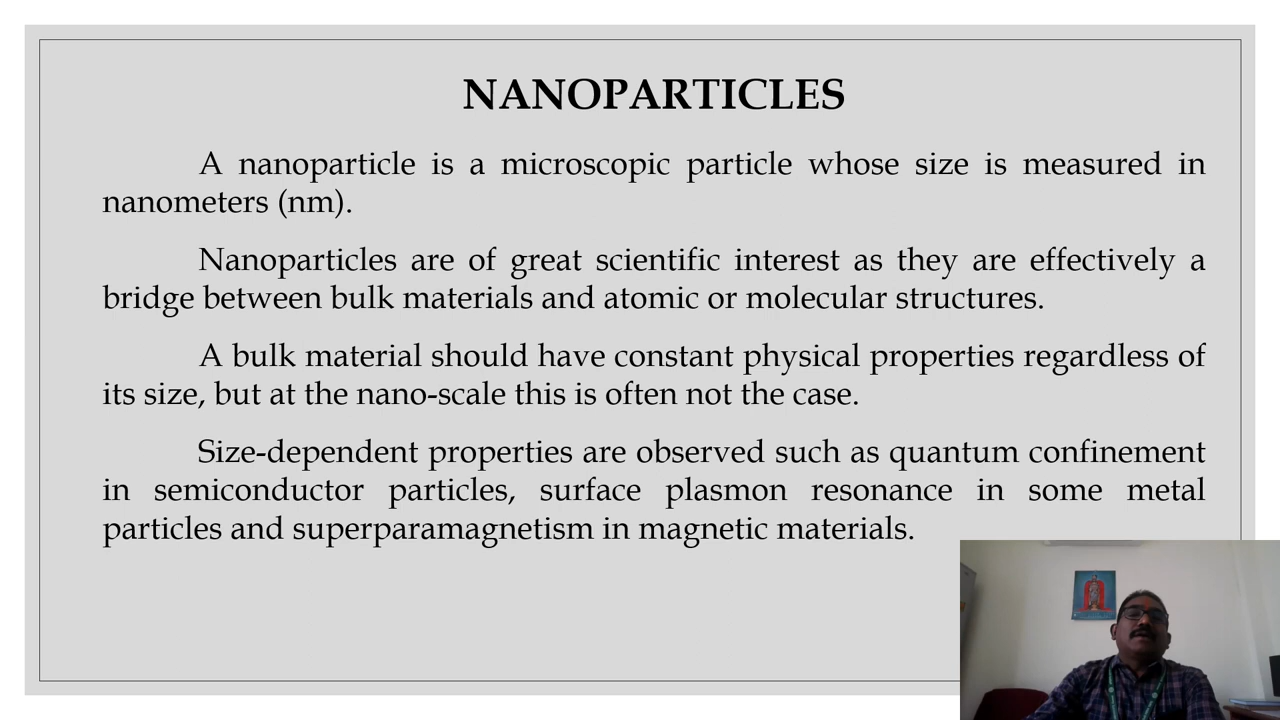 NANOPARTICLES
A nanoparticle is a microscopic particle whose size is measured in
nanometers (nm).
Nanoparticles are of great scientific interest as they are effectively a
bridge between bulk materials and atomic or molecular structures.
A bulk material should have constant physical properties regardless of
its size, but at the nano-scale this is often not the case.
Size-dependent properties are observed such as quantum confinement
in semiconductor particles, surface plasmon resonance in some metal
particles and superparamagnetism in magnetic materials.